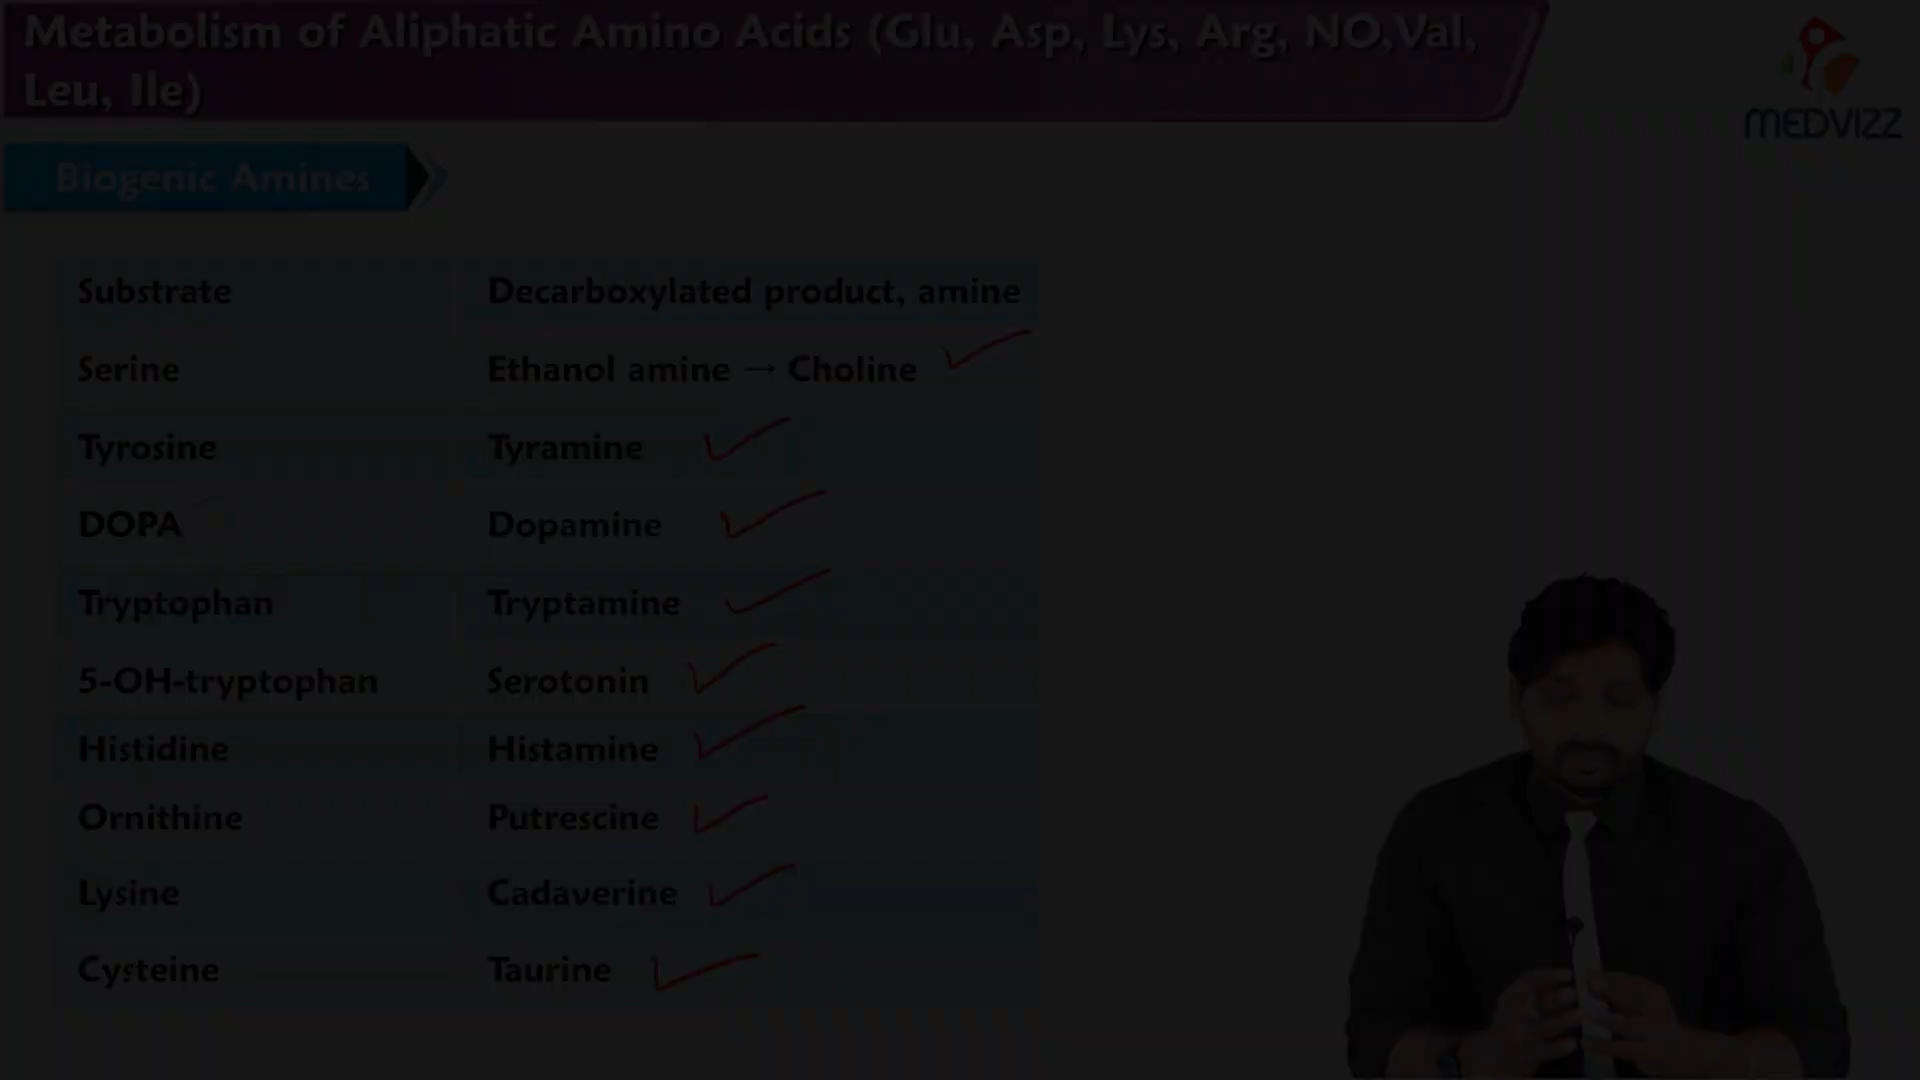 Metabolism of Aliphatic Amino Acids (Glu, Asp, Lys, Arg, NO,Val,
Leu, Ile)
MEDVIZZ
Biogenic Amines
Substrate Decarboxylated product, amine
Serine Ethanol amine → Choline
Tyrosine Tyramine
DOPA Dopamine
Tryptophan Tryptamine
5-OH-tryptophan Serotonin
Histidine Histamine
Ornithine Putrescine
Lysine Cadaverine
Cysteine Taurine